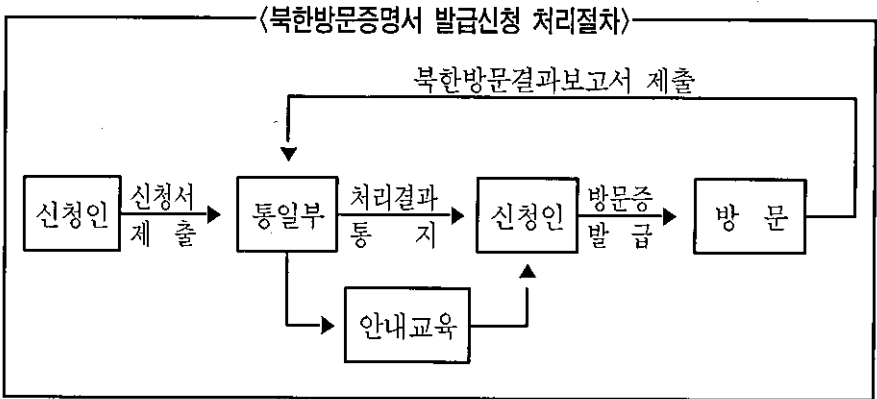 〈북한방문증명서 발급신청 처리절차〉
북한방문결과보고서 제출
신청인
신청서
제 출
통일부
처리결과
통 지
신청인
방문증
발 급
방 문
안내교육